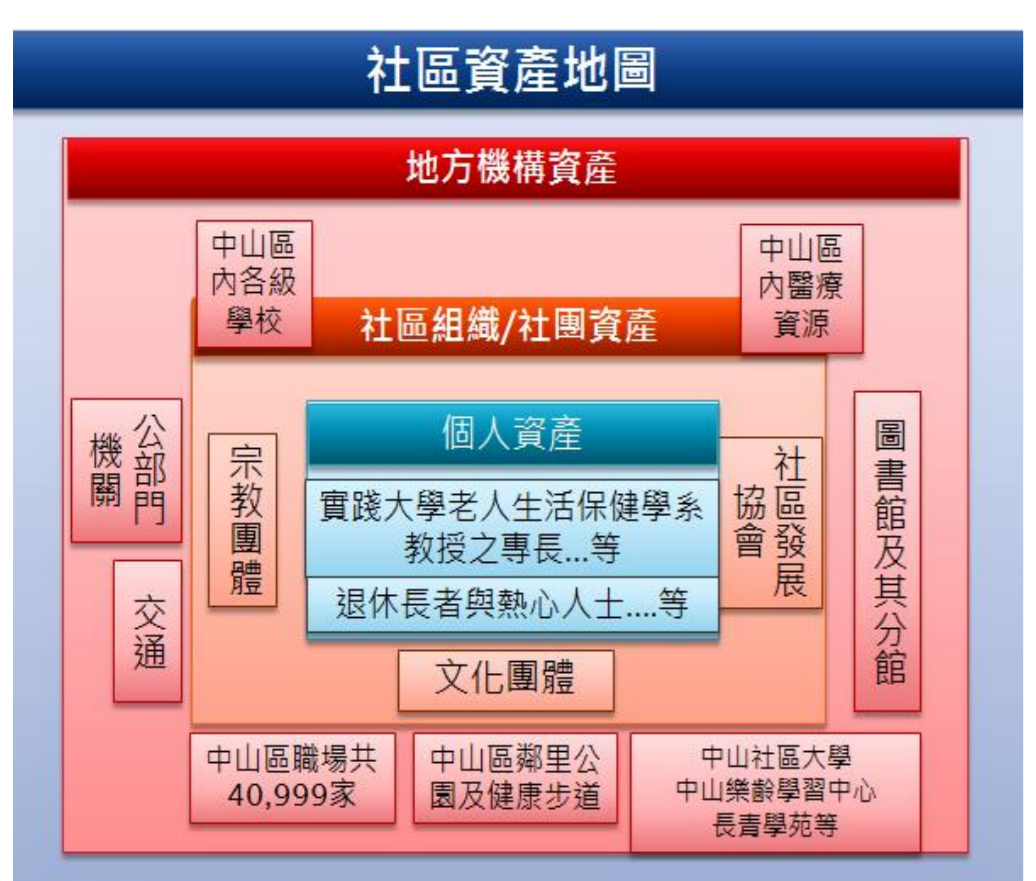 社區資產地圖
地方機構資產
中山區
內各級
學校
中山區
內醫療
資源
社區組織/社團資產
公部門
機關
宗教團體
個人資產
實踐大學老人生活保健學系
教授之專長...等
退休長者與熱心人士....等
社區發展
協會
圖書館及其分館
交通
文化團體
中山區職場共
40,999家
中山區鄰里公
園及健康步道
中山社區大學
中山樂齡學習中心
長青學苑等